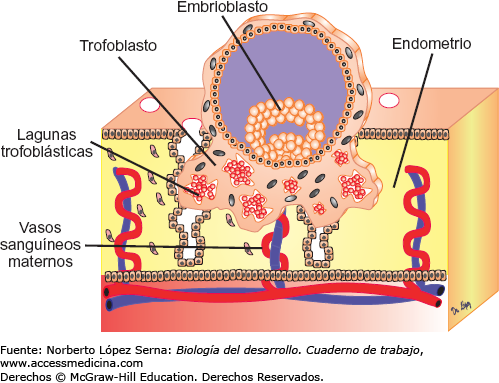 Embrioblasto
Trofoblasto
Endometrio
Lagunas
trofoblásticas
Vasos
sanguíneos
maternos
Fuente: Norberto López Serna: Biología del desarrollo. Cuaderno de trabajo,
www.accessmedicina.com
Derechos © McGraw-Hill Education. Derechos Reservados.